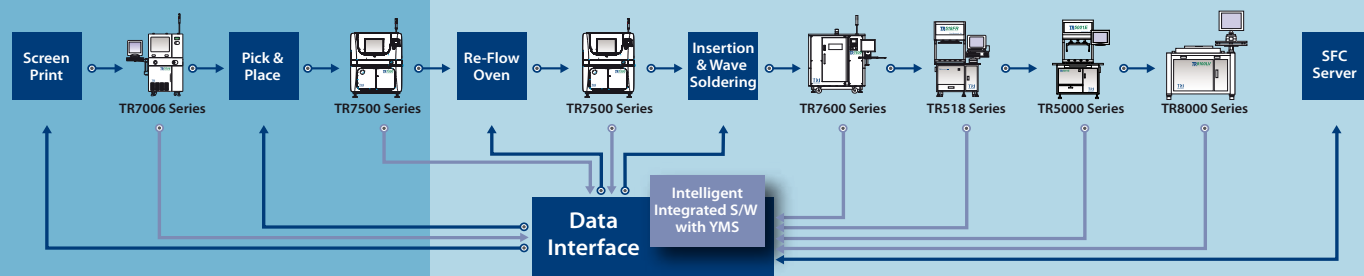 Screen
Print
TR7006 Series
Pick &
Place
TR7500 Series
Re-Flow
Oven
TR7500 Series
Insertion
& Wave
Soldering
TR7600 Series
TR518 Series
TR5000 Series
TR8000 Series
SFC
Server
Data
Interface
Intelligent
Integrated S/W
with YMS